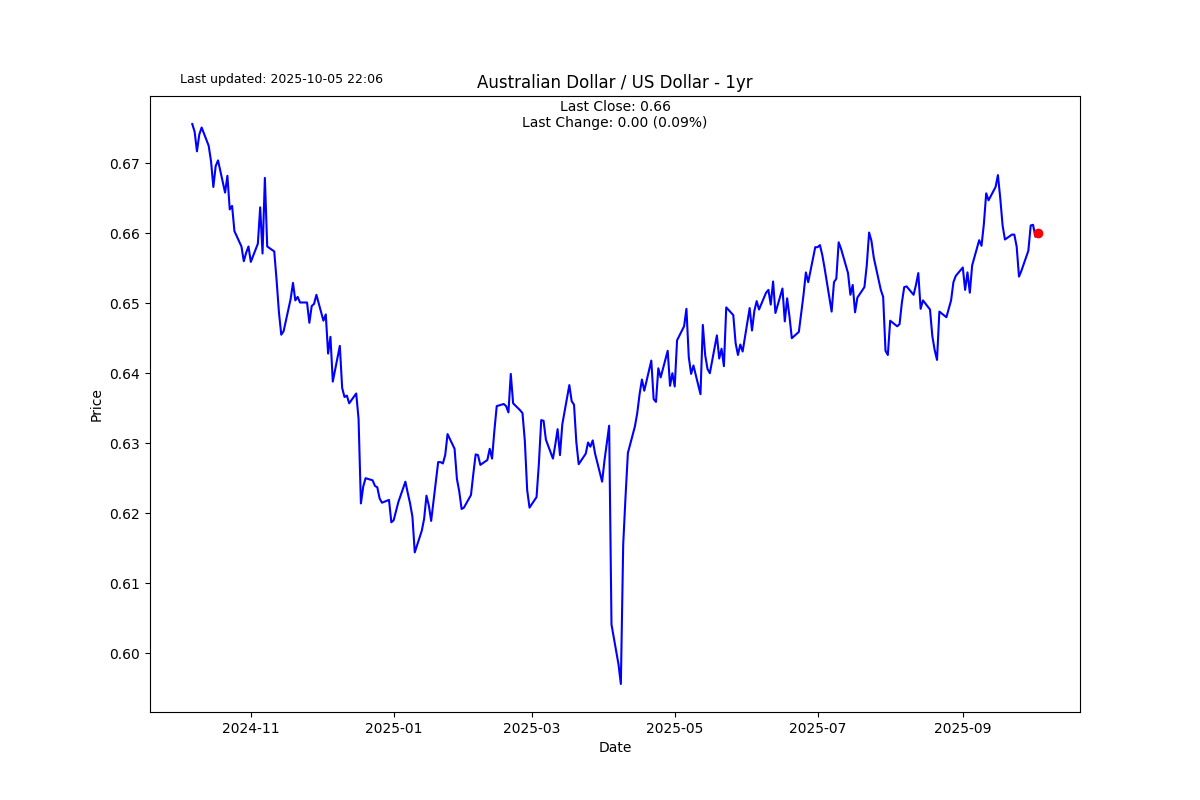 Last updated: 2025-10-05 22:06
Australian Dollar / US Dollar - 1yr
Last Close: 0.66
Last Change: 0.00 (0.09%)
0.67
0.66
0.65
0.64
0.63
0.62
0.61
0.60
Price
2024-11
2025-01
2025-03
2025-05
2025-07
2025-09
Date